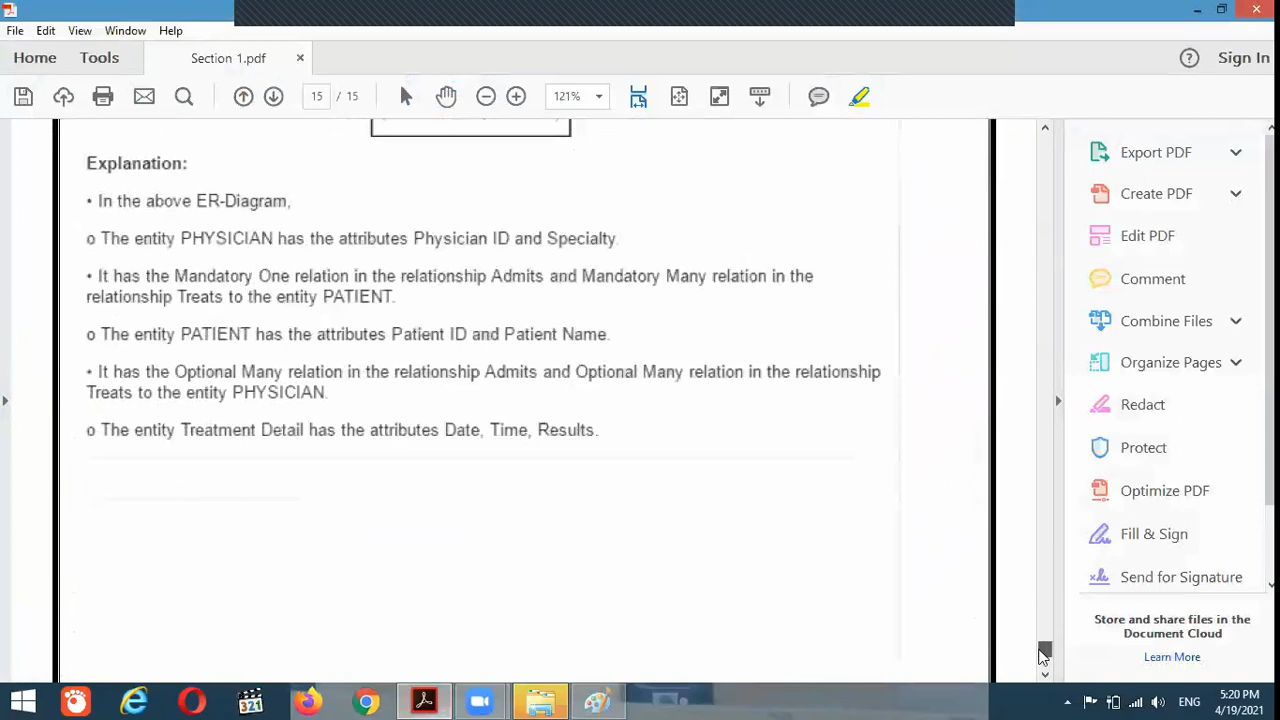 File Edit View Window Help
Home Tools Section 1.pdf × ? Sign In
15 / 15 121%
Explanation:
• In the above ER-Diagram,
o The entity PHYSICIAN has the attributes Physician ID and Specialty.
• It has the Mandatory One relation in the relationship Admits and Mandatory Many relation in the
relationship Treats to the entity PATIENT.
o The entity PATIENT has the attributes Patient ID and Patient Name.
• It has the Optional Many relation in the relationship Admits and Optional Many relation in the relationship
Treats to the entity PHYSICIAN.
o The entity Treatment Detail has the attributes Date, Time, Results.
Export PDF
Create PDF
Edit PDF
Comment
Combine Files
Organize Pages
Redact
Protect
Optimize PDF
Fill & Sign
Send for Signature
Store and share files in the
Document Cloud
Learn More
321
ENG
5:20 PM
4/19/2021